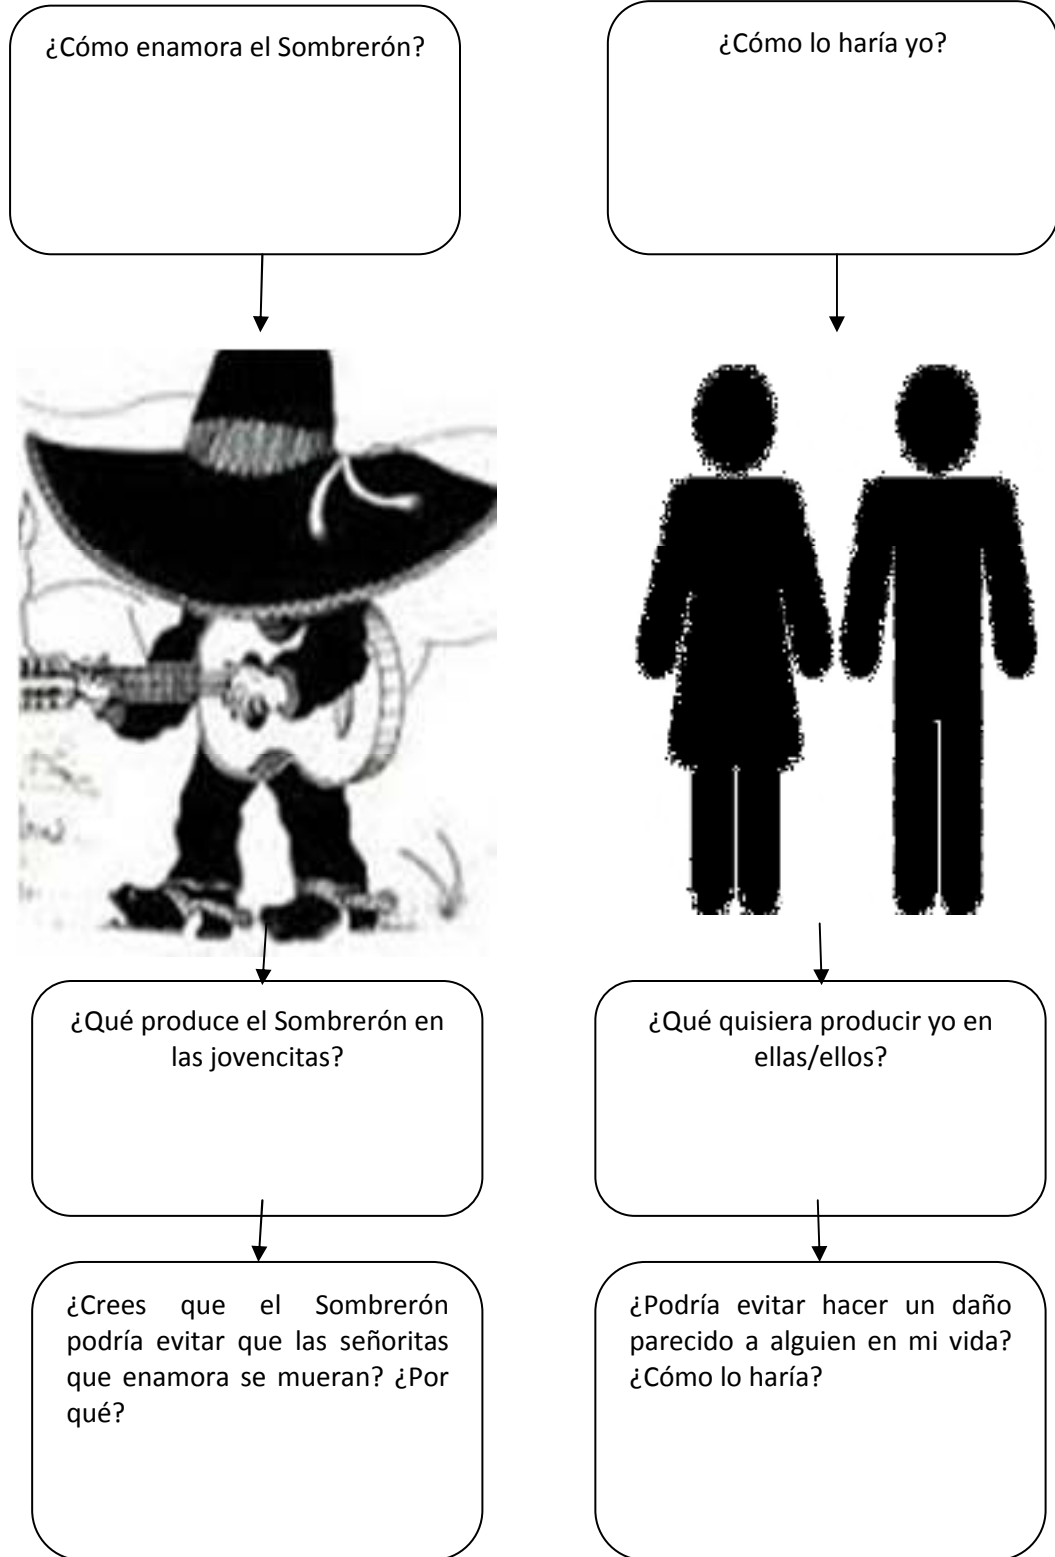 ¿Cómo enamora el Sombrerón?
¿Cómo lo haría yo?
¿Qué produce el Sombrerón en
las jovencitas?
¿Qué quisiera producir yo en
ellas/ellos?
¿Crees que el Sombrerón
podría evitar que las señoritas
que enamora se mueran? ¿Por
qué?
¿Podría evitar hacer un daño
parecido a alguien en mi vida?
¿Cómo lo haría?